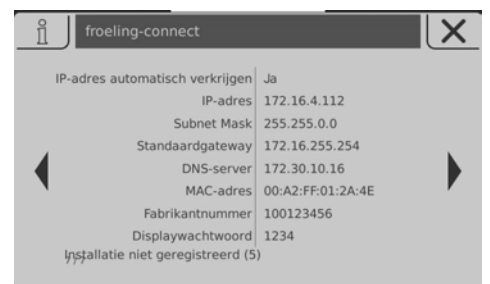 froeling-connect
IP-adres automatisch verkrijgen Ja
IP-adres 172.16.4.112
Subnet Mask 255.255.0.0
Standaardgateway 172.16.255.254
DNS-server 172.30.10.16
MAC-adres 00:A2:FF:01:2A:4E
Fabrikantnummer 100123456
Displaywachtwoord 1234
Installatie niet geregistreerd (5)